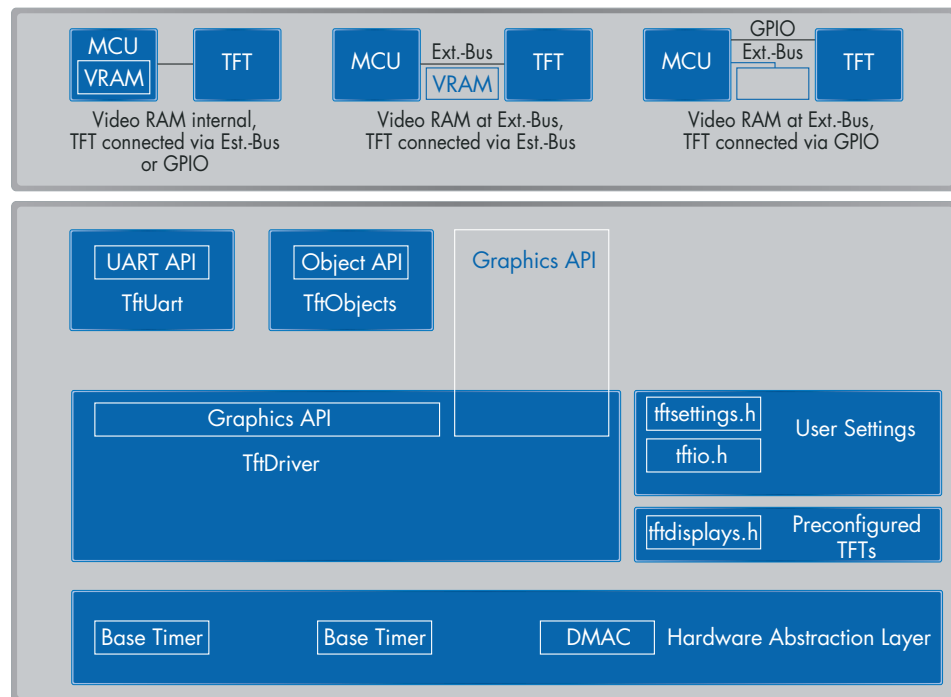 MCU
VRAM
TFT
Video RAM internal,
TFT connected via Est.-Bus
or GPIO
MCU
Ext.-Bus
VRAM
TFT
Video RAM at Ext.-Bus,
TFT connected via Est.-Bus
MCU
GPIO
Ext.-Bus
TFT
Video RAM at Ext.-Bus,
TFT connected via GPIO
UART API
TftUart
Object API
TftObjects
Graphics API
Graphics API
TftDriver
tftsettings.h
tftio.h
User Settings
tftdisplays.h
Preconfigured
TFTs
Base Timer
Base Timer
DMAC
Hardware Abstraction Layer